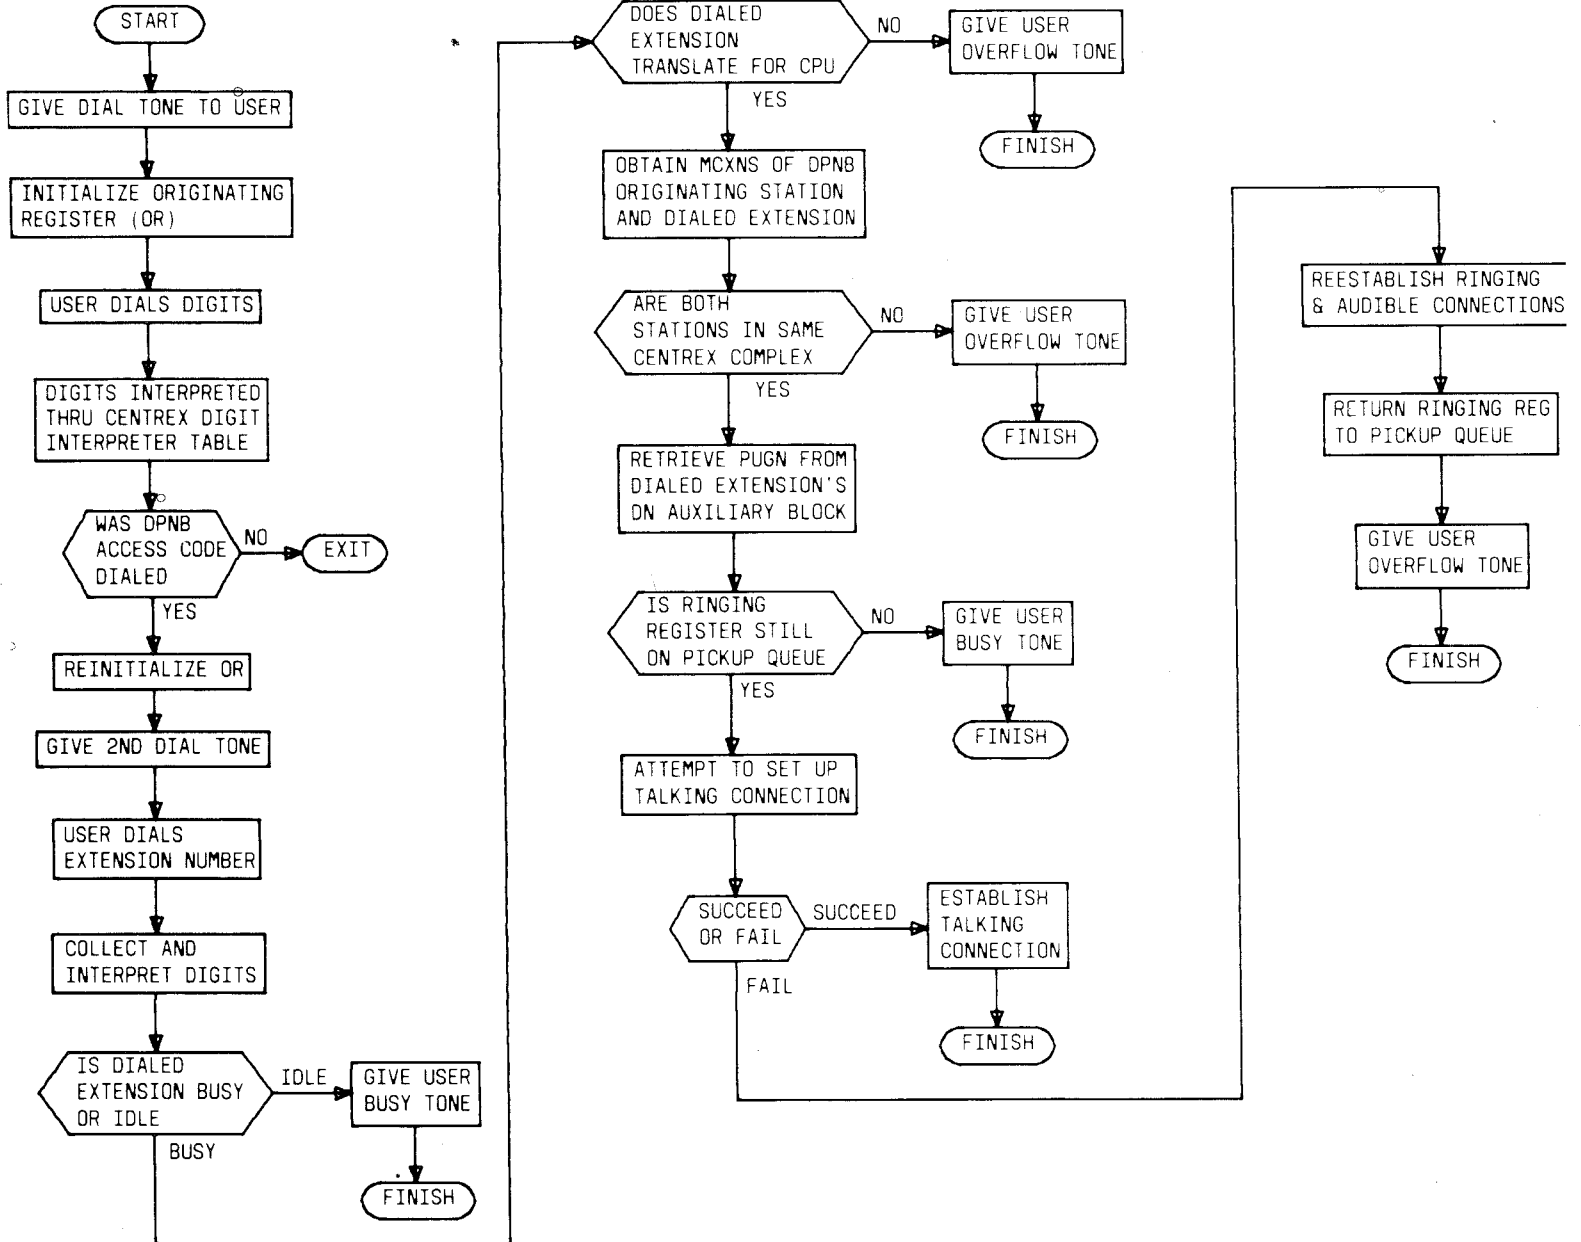 START
GIVE DIAL TONE TO USER
INITIALIZE ORIGINATING
REGISTER (OR)
USER DIALS DIGITS
DIGITS INTERPRETED
THRU CENTREX DIGIT
INTERPRETER TABLE
WAS DPNB
ACCESS CODE
DIALED
NO
EXIT
YES
REINITIALIZE OR
GIVE 2ND DIAL TONE
USER DIALS
EXTENSION NUMBER
COLLECT AND
INTERPRET DIGITS
IS DIALED
EXTENSION BUSY
OR IDLE
IDLE
GIVE USER
BUSY TONE
FINISH
BUSY
DOES DIALED
EXTENSION
TRANSLATE FOR CPU
NO
GIVE USER
OVERFLOW TONE
FINISH
YES
OBTAIN MCXNS OF DPNB
ORIGINATING STATION
AND DIALED EXTENSION
ARE BOTH
STATIONS IN SAME
CENTREX COMPLEX
NO
GIVE USER
OVERFLOW TONE
FINISH
YES
RETRIEVE PUGN FROM
DIALED EXTENSION'S
DN AUXILIARY BLOCK
IS RINGING
REGISTER STILL
ON PICKUP QUEUE
NO
GIVE USER
BUSY TONE
FINISH
YES
ATTEMPT TO SET UP
TALKING CONNECTION
SUCCEED
OR FAIL
SUCCEED
ESTABLISH
TALKING
CONNECTION
FINISH
FAIL
REESTABLISH RINGING
& AUDIBLE CONNECTIONS
RETURN RINGING REG
TO PICKUP QUEUE
GIVE USER
OVERFLOW TONE
FINISH